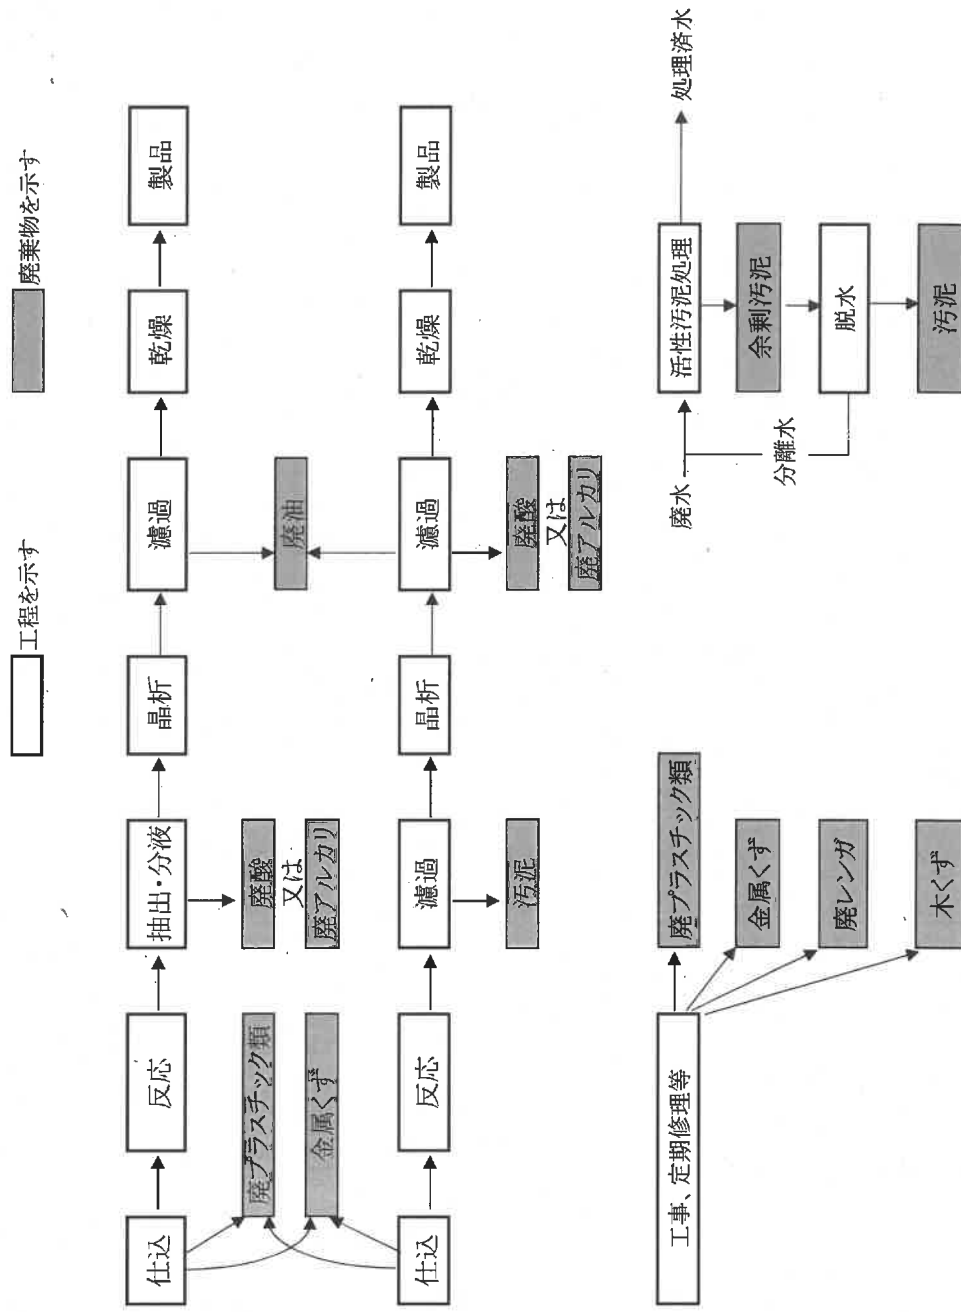 工程を示す
廃棄物を示す
仕込
反応
抽出・分液
晶析
濾過
乾燥
製品
廃プラスチック類
金属くず
廃酸
又は
廃アルカリ
廃油
仕込
反応
濾過
晶析
濾過
乾燥
製品
汚泥
廃酸
又は
廃アルカリ
工事、定期修理等
廃プラスチック類
金属くず
廃レンガ
木くず
廃水
活性汚泥処理
処理済水
余剰汚泥
分離水
脱水
汚泥